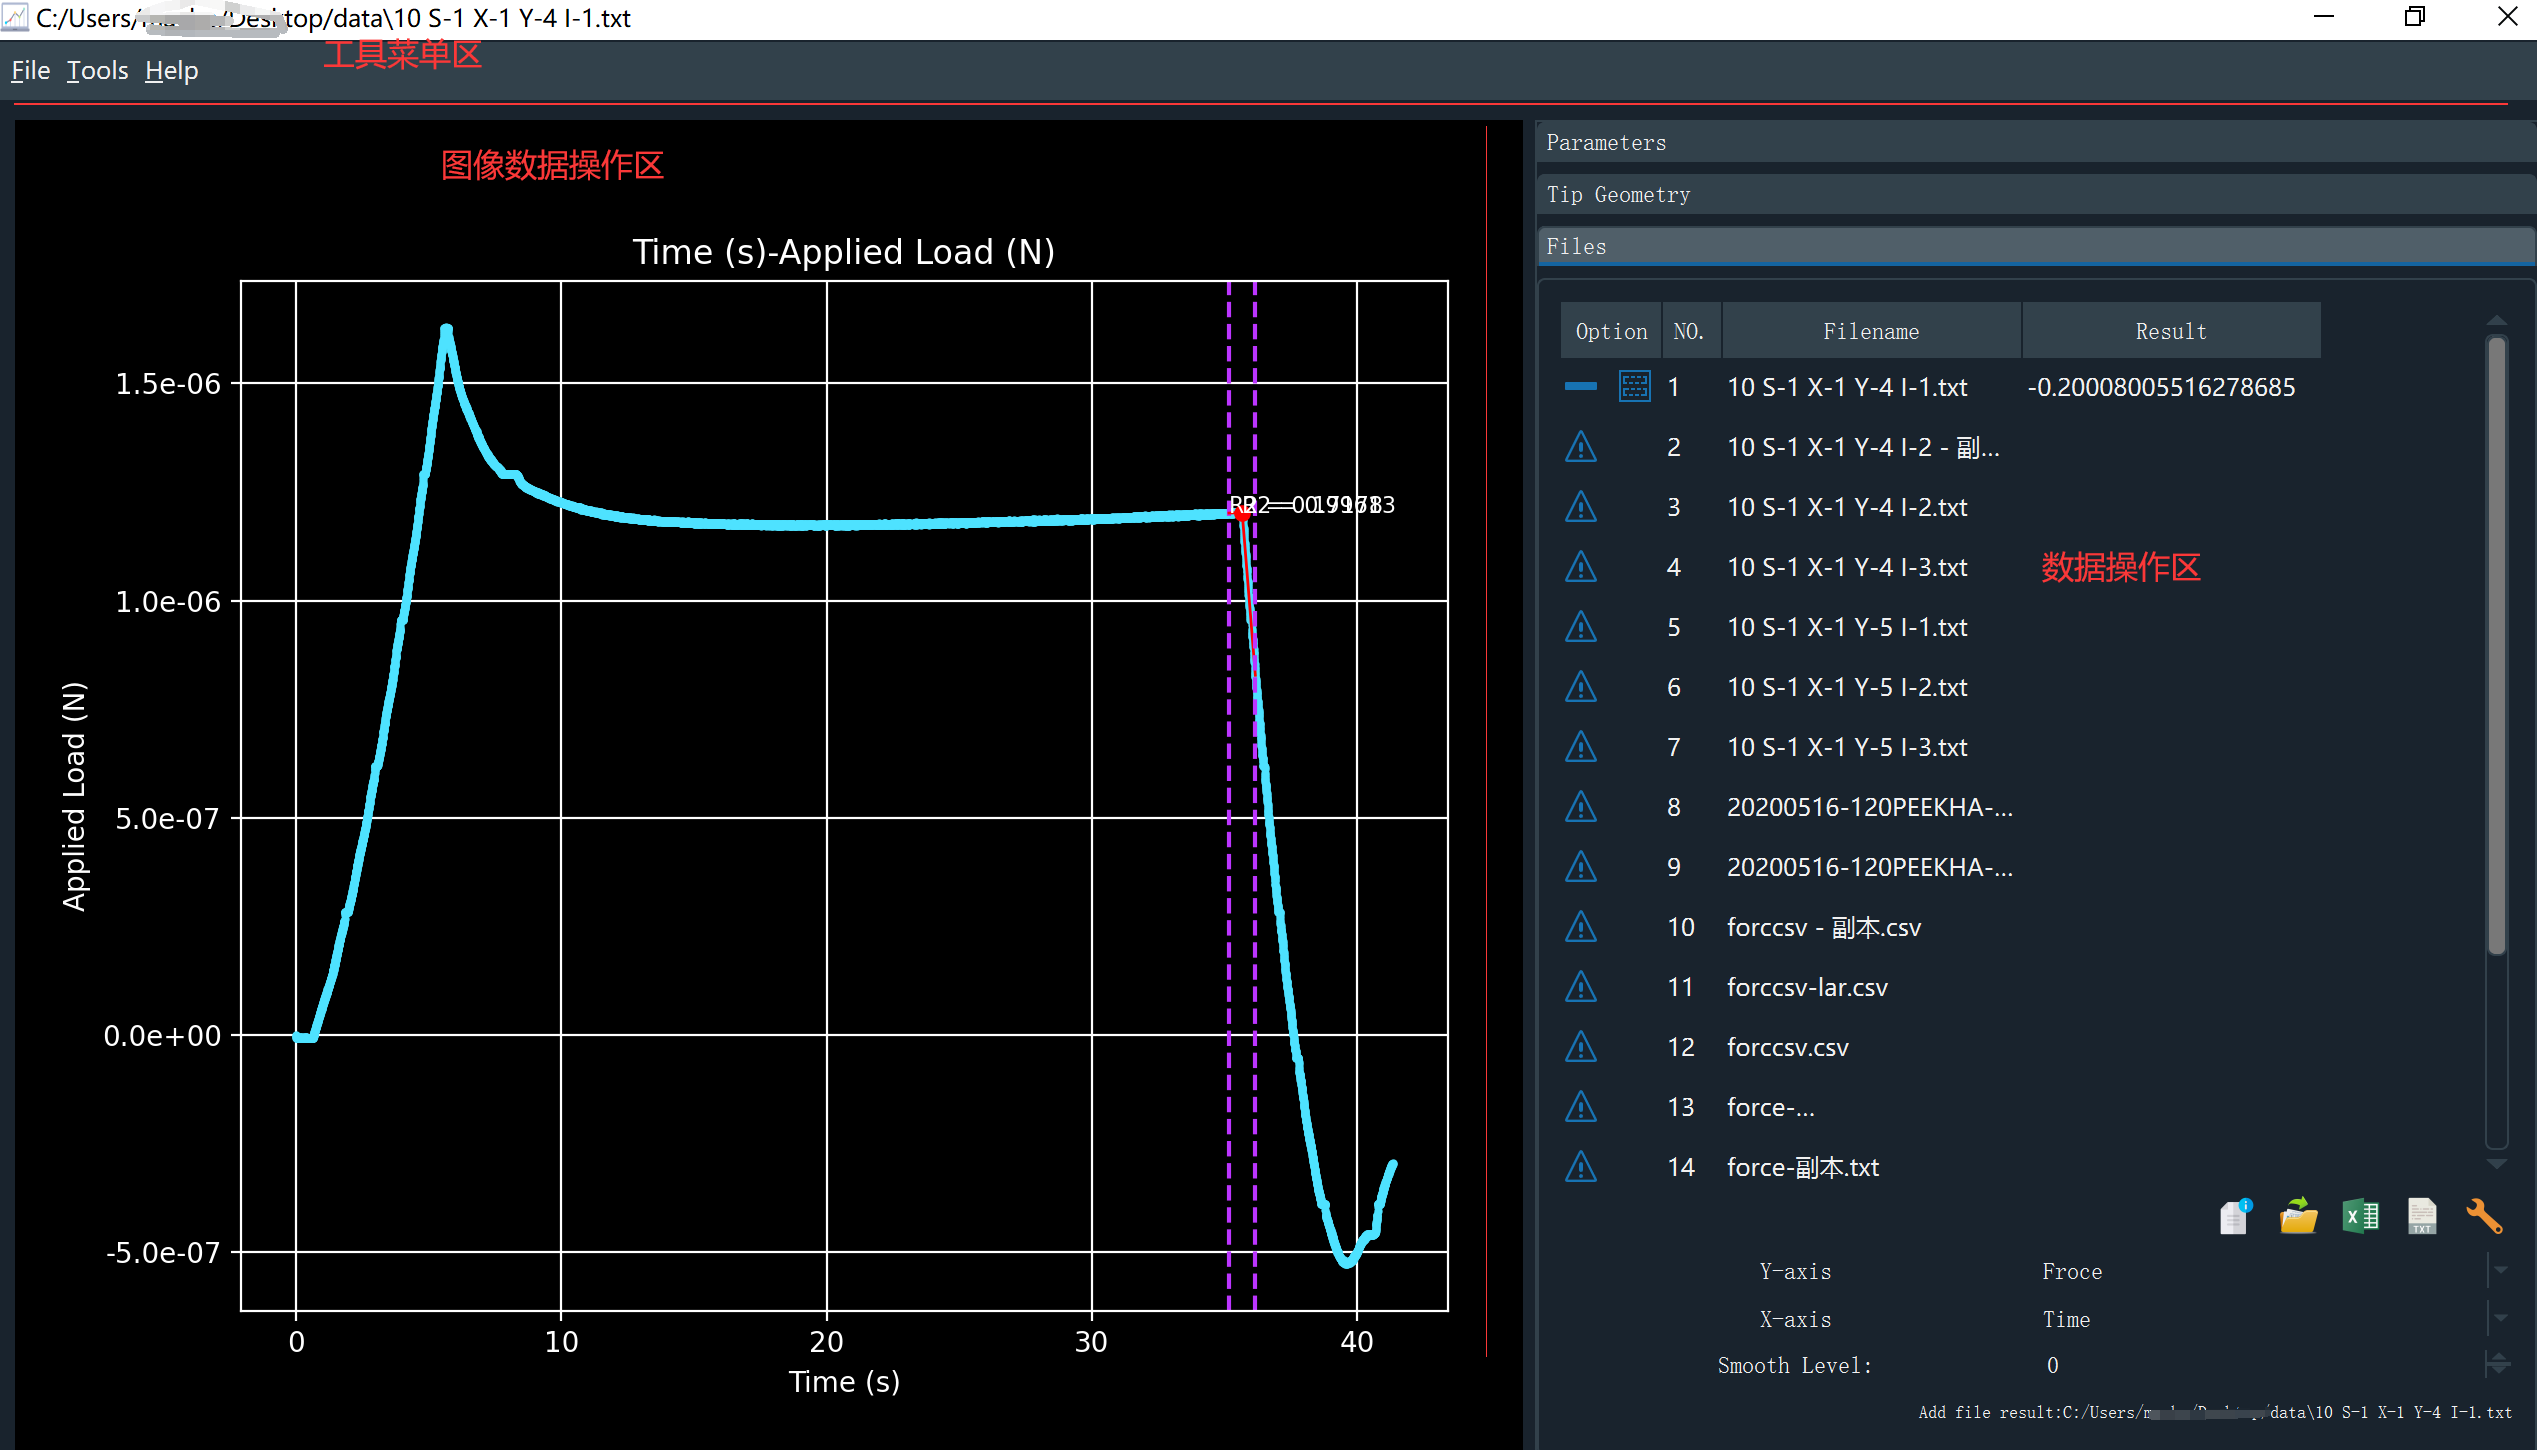 C:/Users/ /Desktop/data\10 S-1 X-1 Y-4 I-1.txt
工具菜单区
File Tools Help
图像数据操作区
Time (s)-Applied Load (N)
1.5e-06
1.0e-06
5.0e-07
0.0e+00
-5.0e-07
Applied Load (N)
0 10 20 30 40
Time (s)
Parameters
Tip Geometry
Files
Option NO. Filename Result
1 10 S-1 X-1 Y-4 I-1.txt -0.20008005516278685
2 10 S-1 X-1 Y-4 I-2 - 副...
3 10 S-1 X-1 Y-4 I-2.txt
4 10 S-1 X-1 Y-4 I-3.txt
数据操作区
5 10 S-1 X-1 Y-5 I-1.txt
6 10 S-1 X-1 Y-5 I-2.txt
7 10 S-1 X-1 Y-5 I-3.txt
8 20200516-120PEEKHA-...
9 20200516-120PEEKHA-...
10 forccsv - 副本.csv
11 forccsv-lar.csv
12 forccsv.csv
13 force-...
14 force-副本.txt
TXT
Y-axis Froce
X-axis Time
Smooth Level: 0
Add file result:C:/Users/ /data\10 S-1 X-1 Y-4 I-1.txt